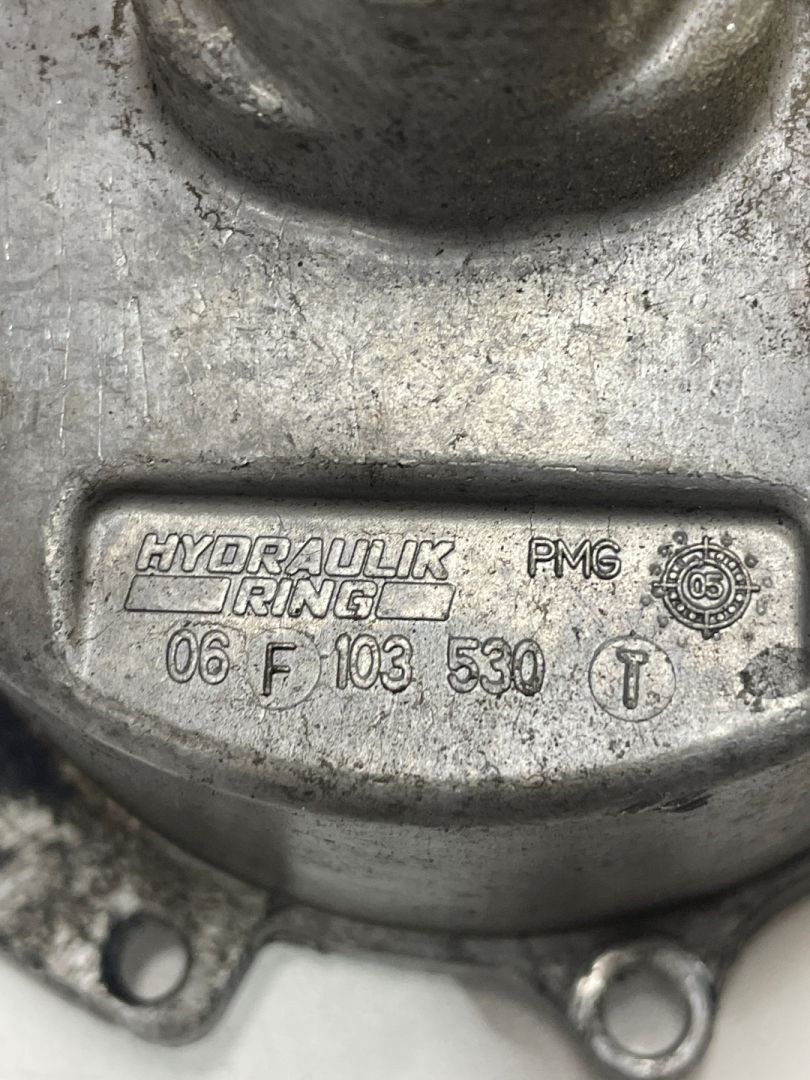 HYDRAULIK
RING
PMG
05
06 F 103 530 T